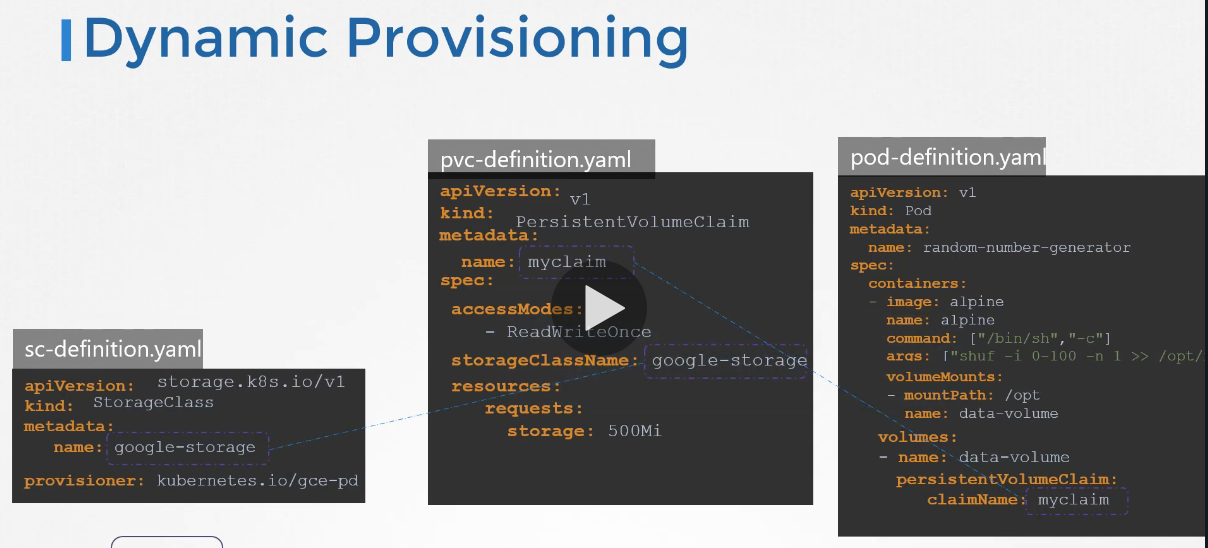 Dynamic Provisioning
sc-definition.yaml
apiVersion: storage.k8s.io/v1
kind: StorageClass
metadata:
name: google-storage
provisioner: kubernetes.io/gce-pd
pvc-definition.yaml
apiVersion: v1
kind: PersistentVolumeClaim
metadata:
name: myclaim
spec:
accessModes:
- ReadWriteOnce
storageClassName: google-storage
resources:
requests:
storage: 500Mi
pod-definition.yaml
apiVersion: v1
kind: Pod
metadata:
name: random-number-generator
spec:
containers:
- image: alpine
name: alpine
command: ["/bin/sh","-c"]
args: ["shuf -i 0-100 -n 1 >> /opt/
volumeMounts:
- mountPath: /opt
name: data-volume
volumes:
- name: data-volume
persistentVolumeClaim:
claimName: myclaim